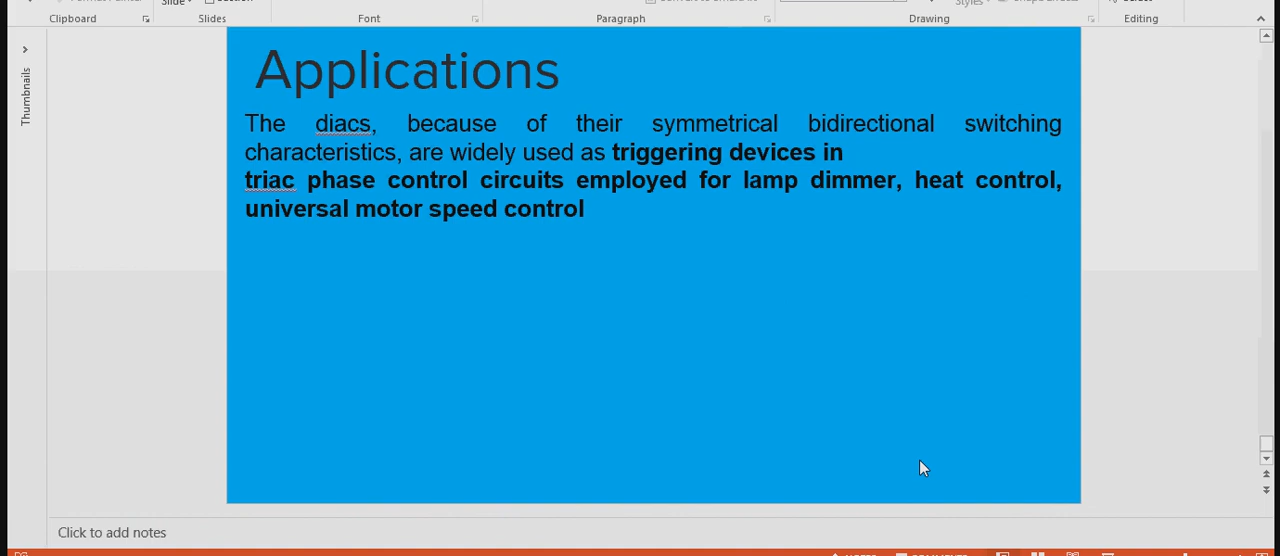 Slide
Clipboard
Slides
Font
Paragraph
Drawing
Editing
Thumbnails
Applications
The diacs, because of their symmetrical bidirectional switching
characteristics, are widely used as triggering devices in
triac phase control circuits employed for lamp dimmer, heat control,
universal motor speed control
Click to add notes